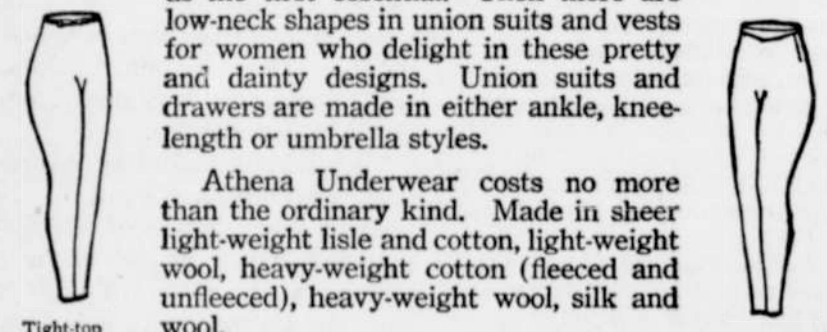 low-neck shapes in union suits and vests
for women who delight in these pretty
and dainty designs. Union suits and
drawers are made in either ankle, knee-
length or umbrella styles.
Athena Underwear costs no more
than the ordinary kind. Made in sheer
light-weight lisle and cotton, light-weight
wool, heavy-weight cotton (fleeced and
unfleeced), heavy-weight wool, silk and
wool.
Tight-top